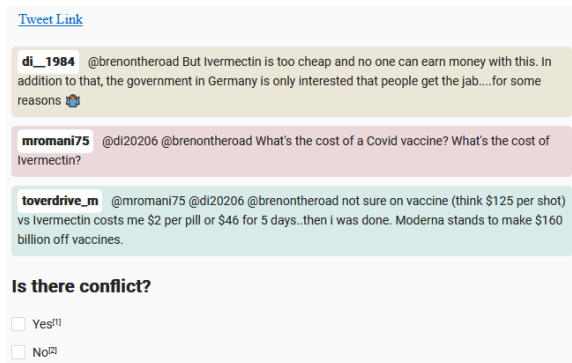 Tweet Link
di__1984 @brenontheroad But Ivermectin is too cheap and no one can earn money with this. In
addition to that, the government in Germany is only interested that people get the jab....for some
reasons 🤷🏽‍♂️
mromani75 @di20206 @brenontheroad What's the cost of a Covid vaccine? What's the cost of
Ivermectin?
toverdrive_m @mromani75 @di20206 @brenontheroad not sure on vaccine (think $125 per shot)
vs Ivermectin costs me $2 per pill or $46 for 5 days..then i was done. Moderna stands to make $160
billion off vaccines.
Is there conflict?
Yes[1]
No[2]